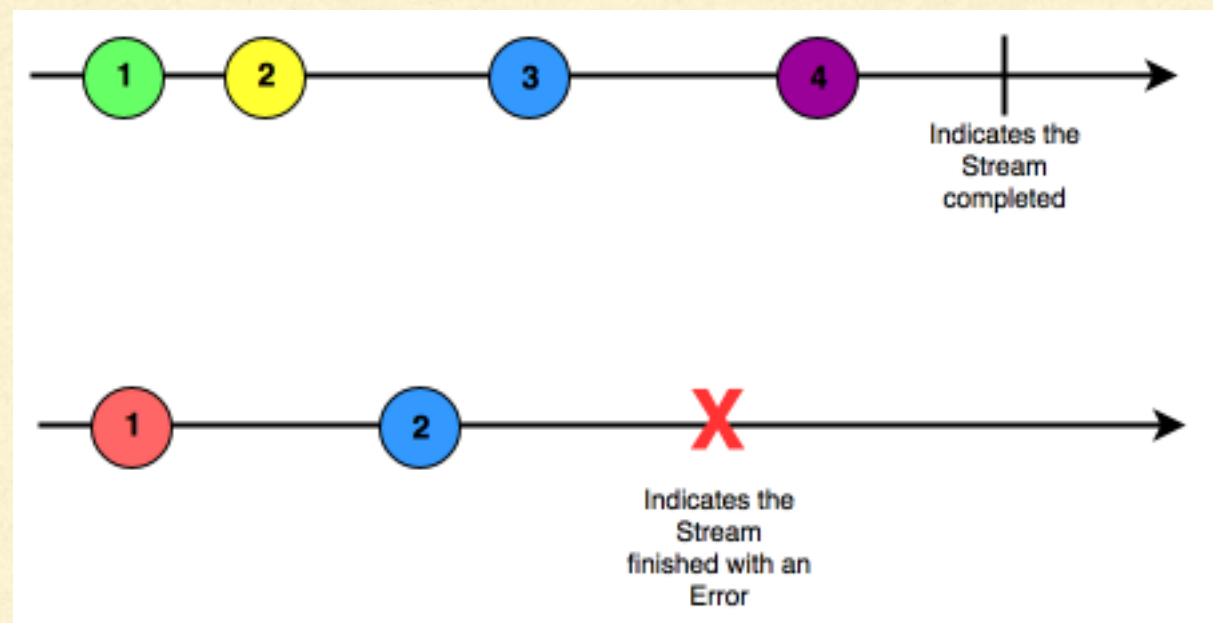 1 2 3 4
Indicates the
Stream
completed
1 2 X
Indicates the
Stream
finished with an
Error